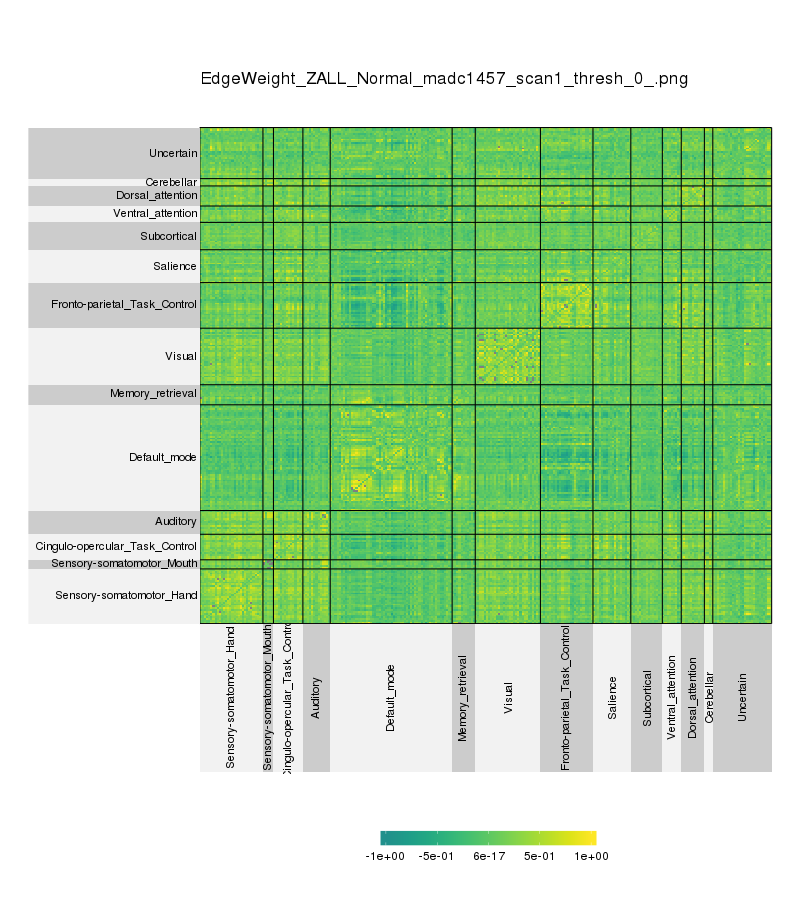 EdgeWeight_ZALL_Normal_madc1457_scan1_thresh_0_.png
Uncertain
Cerebellar
Dorsal_attention
Ventral_attention
Subcortical
Salience
Fronto-parietal_Task_Control
Visual
Memory_retrieval
Default_mode
Auditory
Cingulo-opercular_Task_Control
Sensory-somatomotor_Mouth
Sensory-somatomotor_Hand
Sensory-somatomotor_Hand
Sensory-somatomotor_Mouth
Cingulo-opercular_Task_Control
Auditory
Default_mode
Memory_retrieval
Visual
Fronto-parietal_Task_Control
Salience
Subcortical
Ventral_attention
Dorsal_attention
Cerebellar
Uncertain
-1e+00 -5e-01 6e-17 5e-01 1e+00